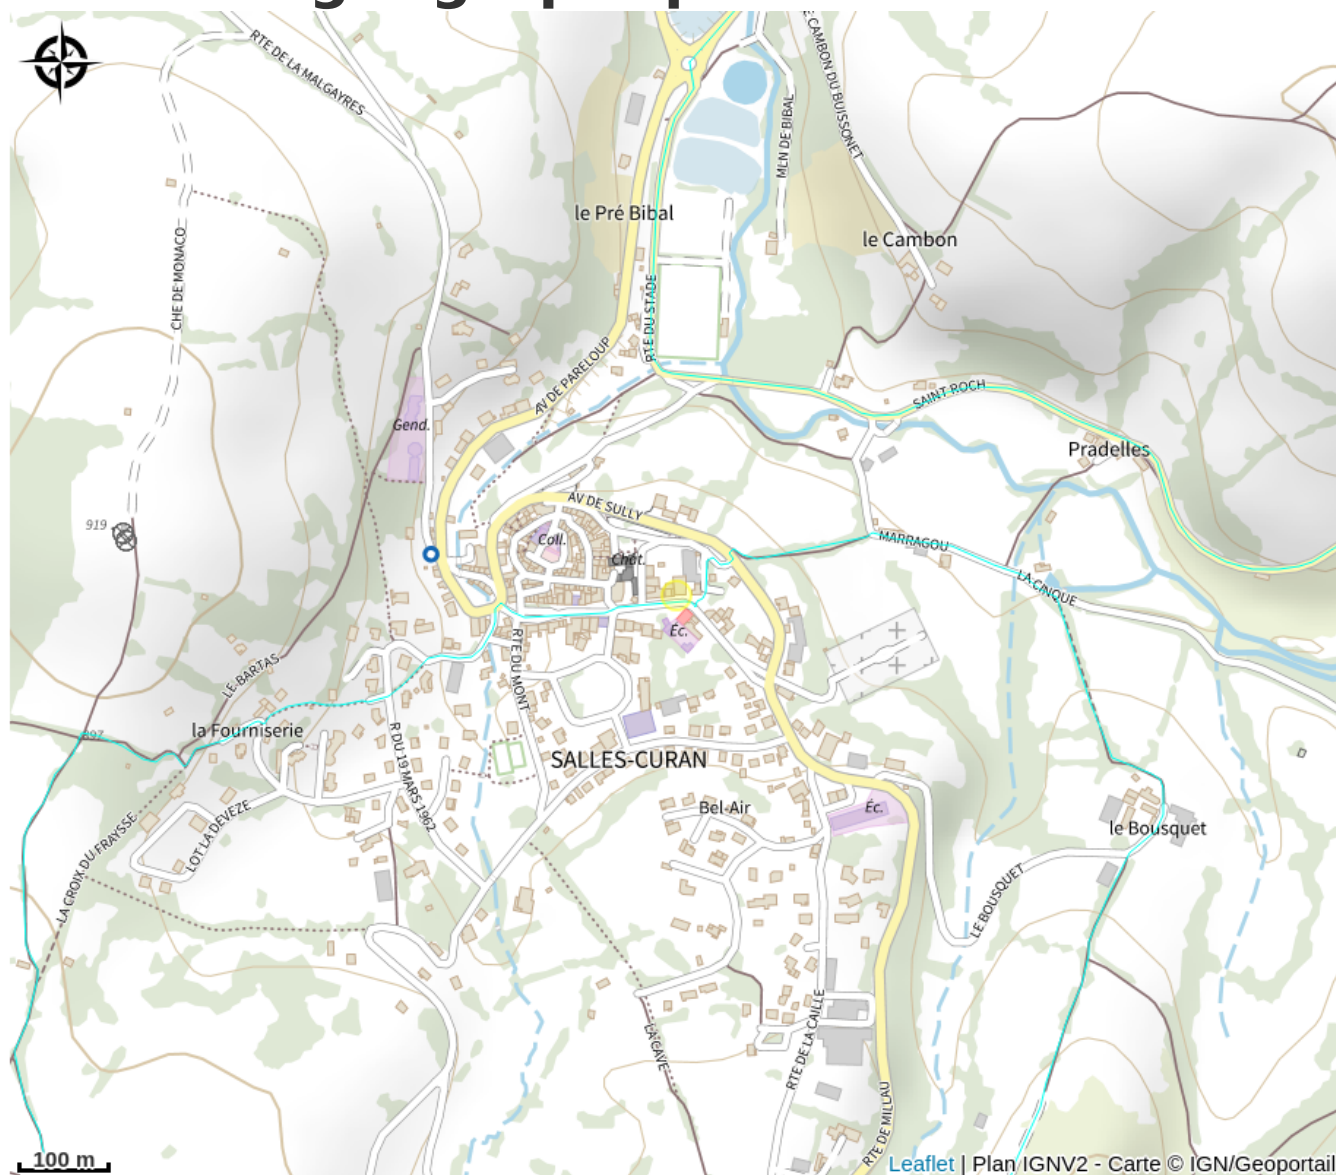 RTE DE LA MALGAYRES
E CAMBON DU BUISSONET
MLN DE BIBAL
CHE DE MONACO
le Pré Bibal
le Cambon
RTE DU STADE
AV DE PARELOUP
SAINT ROCH
Gend.
Pradelles
AV DE SULLY
919
Coll.
Chât.
MARRAGOU
LA CINQUE
Éc.
RTE DU MONT
LE BARTAS
la Fourniserie
897
R DU 19 MARS 1962
SALLES-CURAN
Bel-Air
Éc.
le Bousquet
LOT LA DEVEZE
LA CROIX DU FRAYSSE
LE BOUSQUET
LA CAVE
RTE DE LA CAILLE
RTE DE MILLAU
100 m
Leaflet | Plan IGNV2 - Carte © IGN/Geoportail